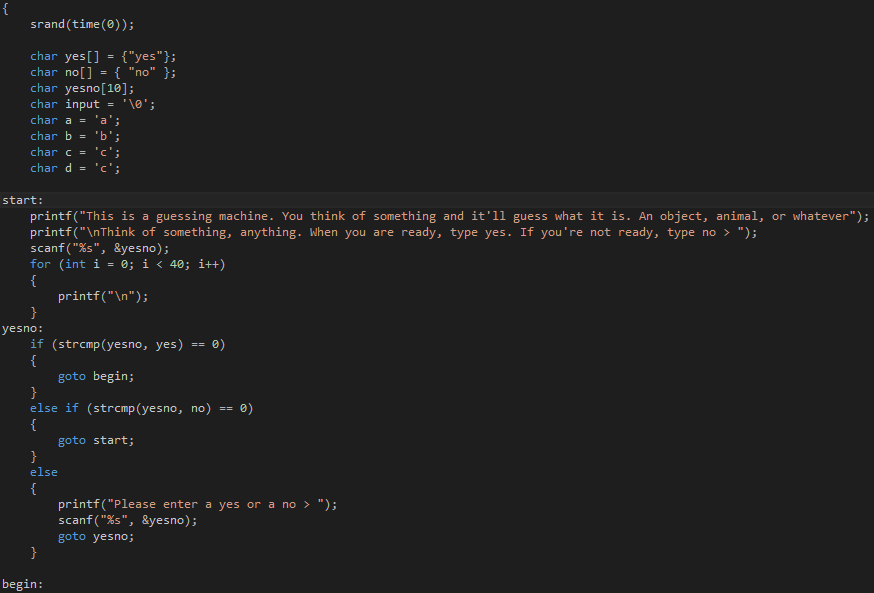 {
    srand(time(0));

    char yes[] = {"yes"};
    char no[] = { "no" };
    char yesno[10];
    char input = '\0';
    char a = 'a';
    char b = 'b';
    char c = 'c';
    char d = 'c';

start:
    printf("This is a guessing machine. You think of something and it'll guess what it is. An object, animal, or whatever");
    printf("\nThink of something, anything. When you are ready, type yes. If you're not ready, type no > ");
    scanf("%s", &yesno);
    for (int i = 0; i < 40; i++)
    {
        printf("\n");
    }
yesno:
    if (strcmp(yesno, yes) == 0)
    {
        goto begin;
    }
    else if (strcmp(yesno, no) == 0)
    {
        goto start;
    }
    else
    {
        printf("Please enter a yes or a no > ");
        scanf("%s", &yesno);
        goto yesno;
    }

begin: